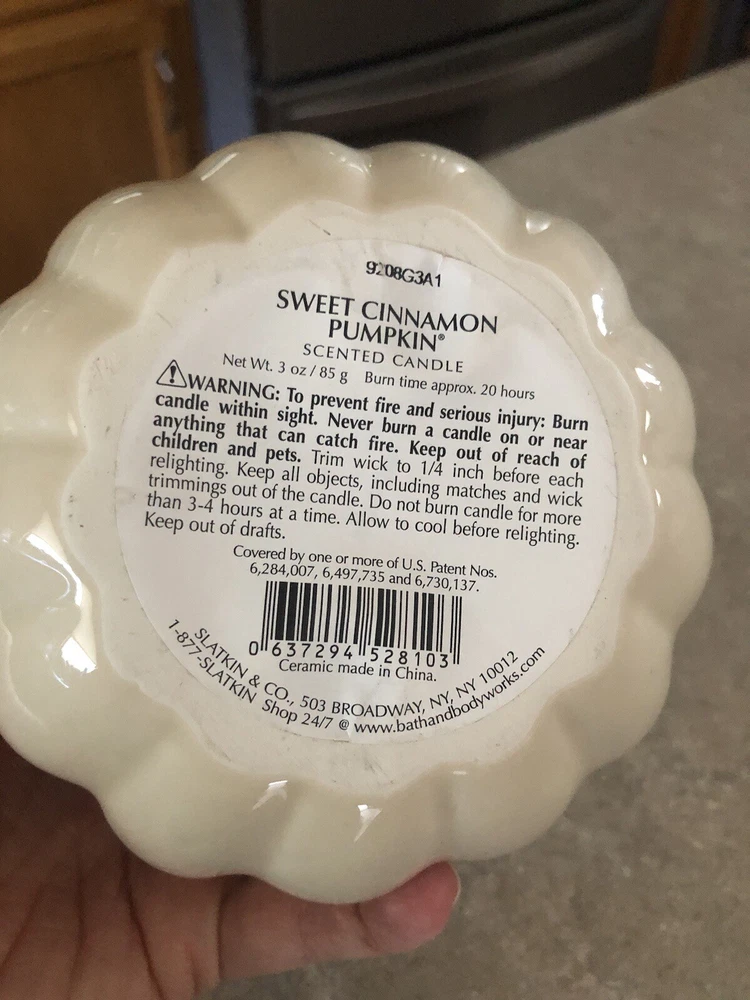 9208G3A1
SWEET CINNAMON
PUMPKIN®
SCENTED CANDLE
Net Wt. 3 oz / 85 g Burn time approx. 20 hours
⚠WARNING: To prevent fire and serious injury: Burn
candle within sight. Never burn a candle on or near
anything that can catch fire. Keep out of reach of
children and pets. Trim wick to 1/4 inch before each
relighting. Keep all objects, including matches and wick
trimmings out of the candle. Do not burn candle for more
than 3-4 hours at a time. Allow to cool before relighting.
Keep out of drafts.
Covered by one or more of U.S. Patent Nos.
6,284,007, 6,497,735 and 6,730,137.
0 637294 528103
Ceramic made in China.
SLATKIN & CO., 503 BROADWAY, NY, NY 10012
1-877-SLATKIN Shop 24/7 @ www.bathandbodyworks.com